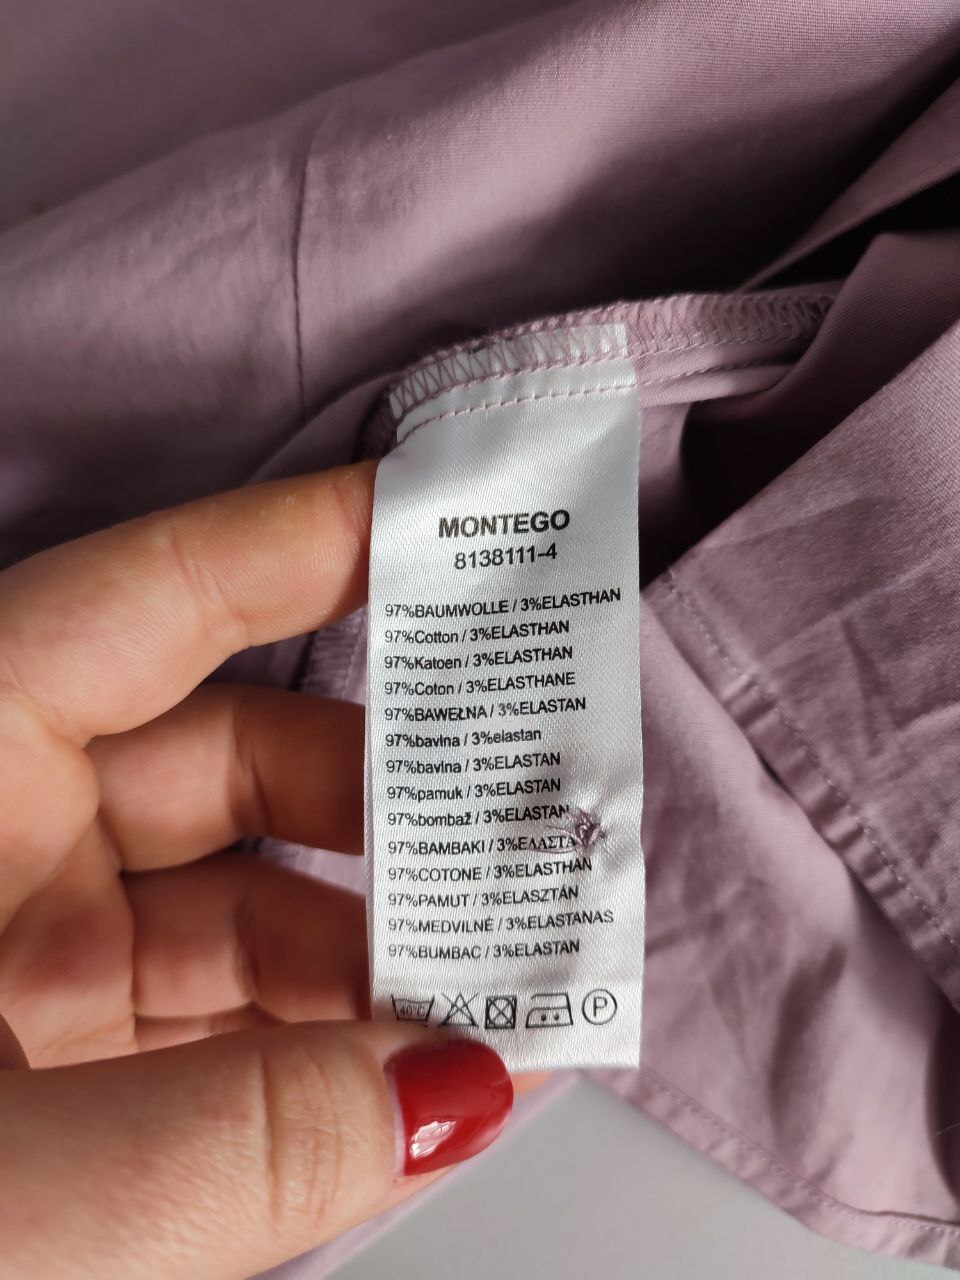 MONTEGO
8138111-4
97%BAUMWOLLE / 3%ELASTHAN
97%Cotton / 3%ELASTHAN
97%Katoen / 3%ELASTHAN
97%Coton / 3%ELASTHANE
97%BAWEŁNA / 3%ELASTAN
97%bavlna / 3%elastan
97%bavlna / 3%ELASTAN
97%pamuk / 3%ELASTAN
97%bombaž / 3%ELASTAN
97%BAMBAKI /
97%COTONE / 3%ELASTHAN
97%PAMUT / 3%ELASZTÁN
97%MEDVILNĖ / 3%ELASTANAS
97%BUMBAC / 3%ELASTAN
40°C P